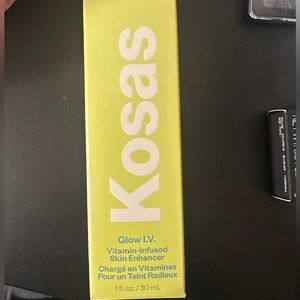 Kosas
Glow I.V.
Vitamin-Infused
Skin Enhancer
Chargé en Vitamines
Pour un Teint Radieux
1 fl. oz. / 30 mL